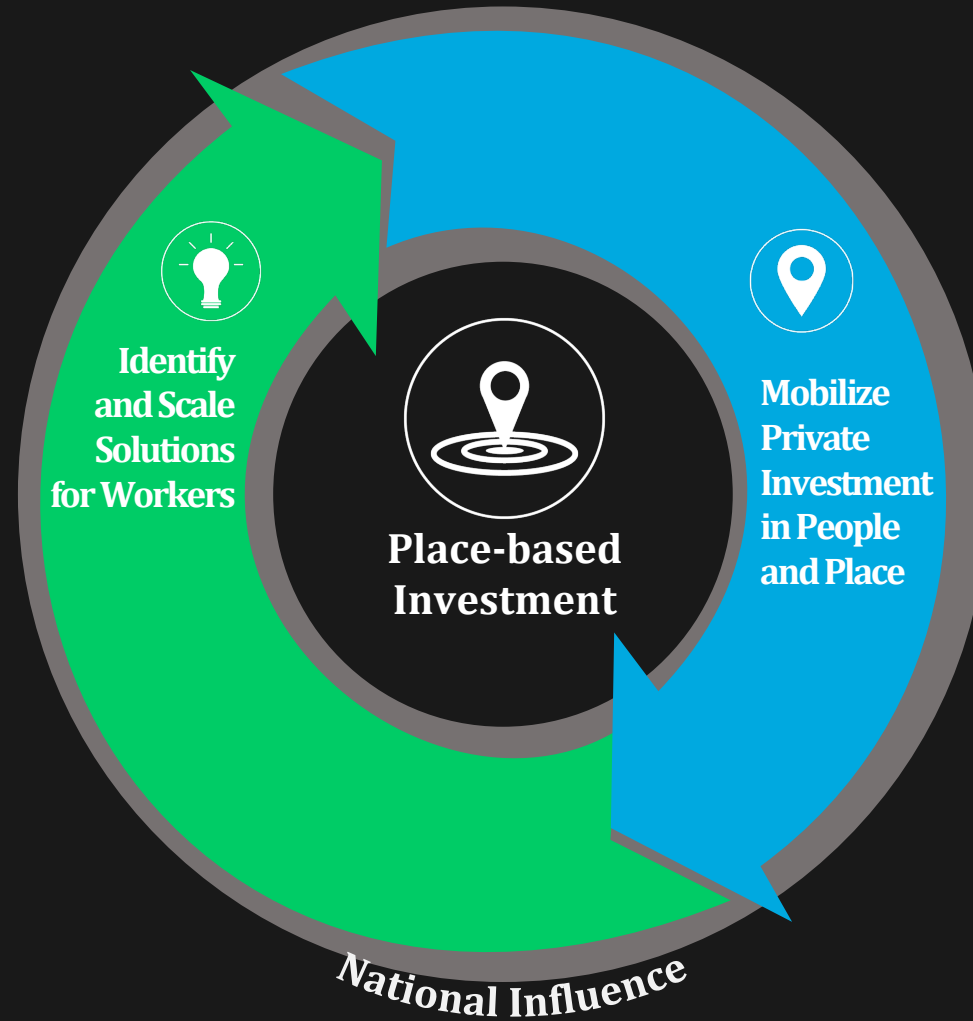 Identify
and Scale
Solutions
for Workers
Mobilize
Private
Investment
in People
and Place
Place-based
Investment
National Influence